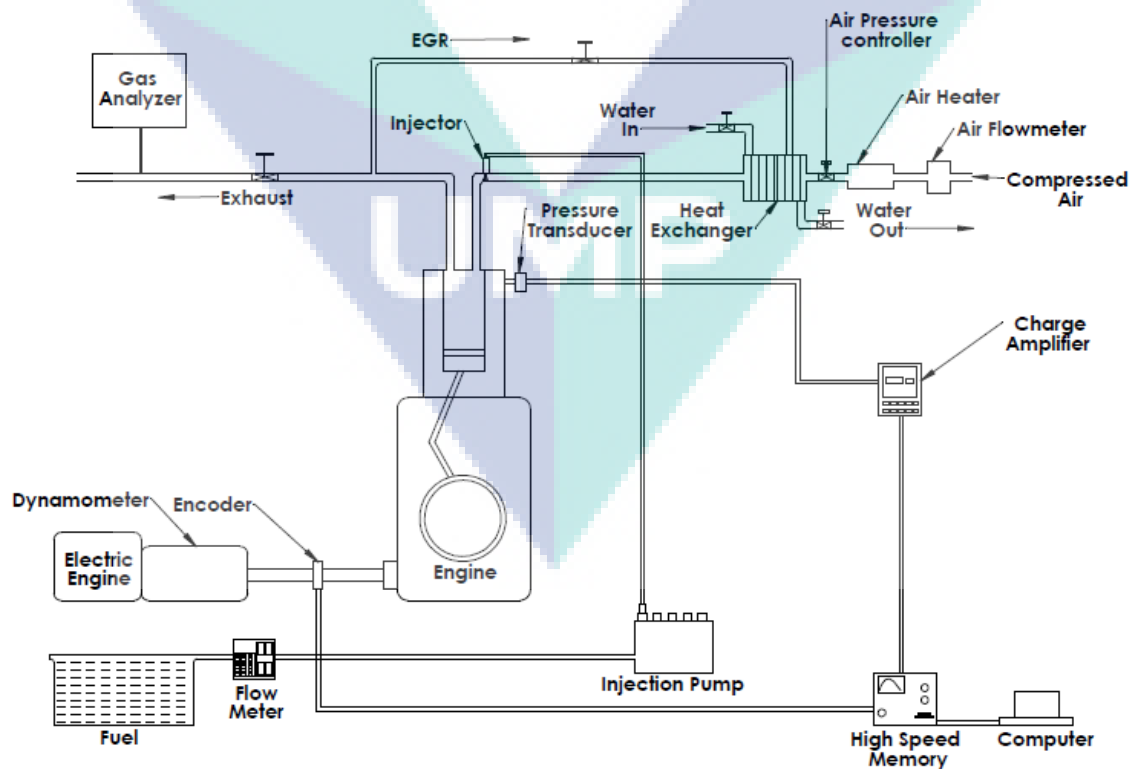 EGR
Air Pressure
controller
Gas
Analyzer
Air Heater
Water
In
Injector
Air Flowmeter
Exhaust
Pressure
Transducer
Heat
Exchanger
Water
Out
Compressed
Air
UMP
Charge
Amplifier
Dynamometer
Encoder
Electric
Engine
Engine
Injection Pump
Flow
Meter
Fuel
High Speed
Memory
Computer